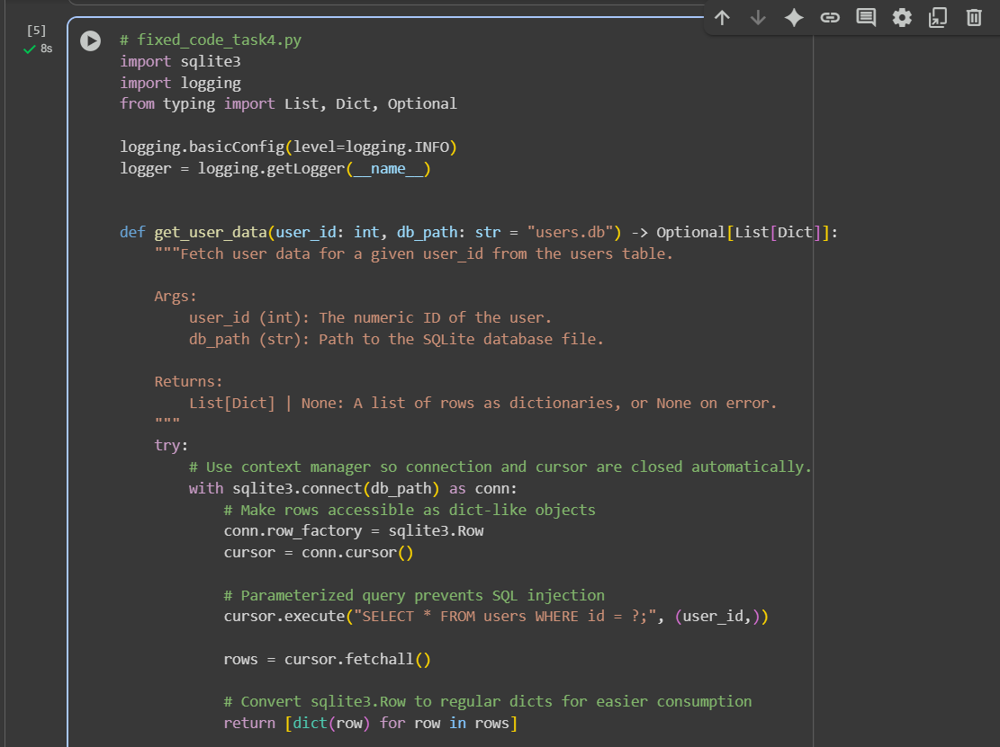 [5]
8s
# fixed_code_task4.py
import sqlite3
import logging
from typing import List, Dict, Optional

logging.basicConfig(level=logging.INFO)
logger = logging.getLogger(__name__)


def get_user_data(user_id: int, db_path: str = "users.db") -> Optional[List[Dict]]:
    """Fetch user data for a given user_id from the users table.

    Args:
        user_id (int): The numeric ID of the user.
        db_path (str): Path to the SQLite database file.

    Returns:
        List[Dict] | None: A list of rows as dictionaries, or None on error.
    """
    try:
        # Use context manager so connection and cursor are closed automatically.
        with sqlite3.connect(db_path) as conn:
            # Make rows accessible as dict-like objects
            conn.row_factory = sqlite3.Row
            cursor = conn.cursor()

            # Parameterized query prevents SQL injection
            cursor.execute("SELECT * FROM users WHERE id = ?;", (user_id,))

            rows = cursor.fetchall()

            # Convert sqlite3.Row to regular dicts for easier consumption
            return [dict(row) for row in rows]